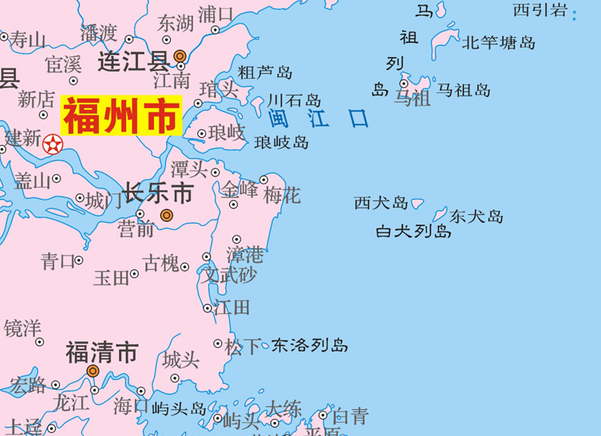 浦口
马
祖
列
岛
西引岩
东湖
潘渡
寿山
北竿塘岛
连江县
宦溪
江南
粗芦岛
县
琯头
马祖
马祖岛
新店
川石岛
福州市
闽江口
建新
琅岐
琅岐岛
潭头
盖山
长乐市
金峰
梅花
城门
西犬岛
东犬岛
营前
白犬列岛
漳港
青口
古槐
玉田
文武砂
江田
镜洋
福清市
松下
东洛列岛
城头
宏路
龙江
海口
屿头岛
屿头
大练
白青
平原